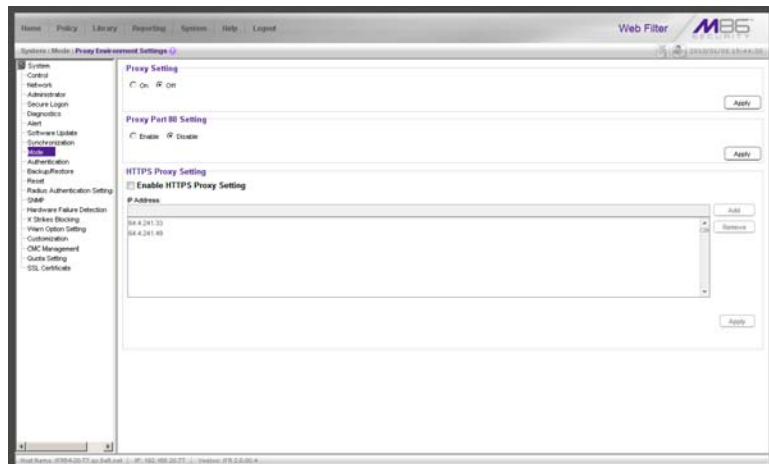 Home Policy Library Reporting System Help Logout
Web Filter
M86
SECURITY
System : Mode : Proxy Environment Settings
System
Control
Network
Administrator
Secure Logon
Diagnostics
Alert
Software Update
Synchronization
Mode
Authentication
Backup/Restore
Reset
Radius Authentication Setting
SNMP
Hardware Failure Detection
X Strikes Blocking
Warn Option Setting
Customization
CMC Management
Quota Setting
SSL Certificate
Proxy Setting
On Off
Apply
Proxy Port 80 Setting
Enable Disable
Apply
HTTPS Proxy Setting
Enable HTTPS Proxy Setting
IP Address
Add
64.4.241.33
Remove
64.4.241.49
Apply